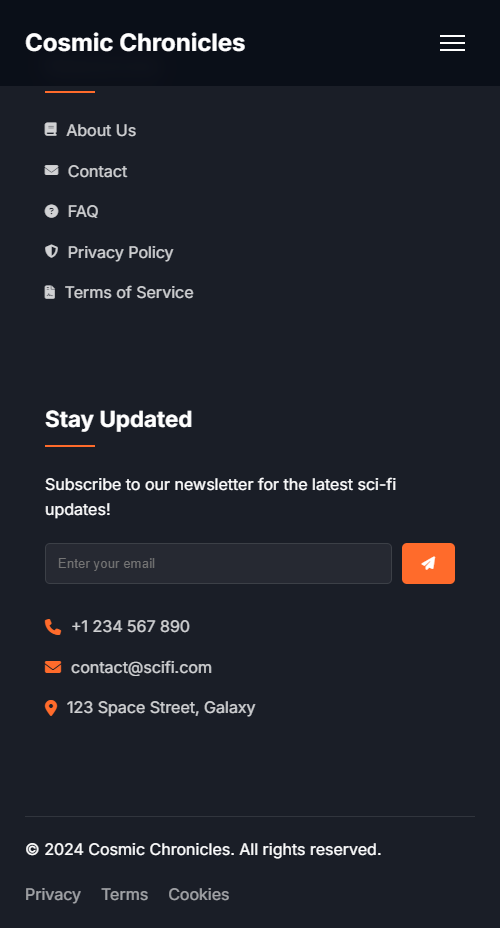 Cosmic Chronicles
About Us
Contact
FAQ
Privacy Policy
Terms of Service
Stay Updated
Subscribe to our newsletter for the latest sci-fi
updates!
Enter your email
+1 234 567 890
contact@scifi.com
123 Space Street, Galaxy
© 2024 Cosmic Chronicles. All rights reserved.
Privacy Terms Cookies